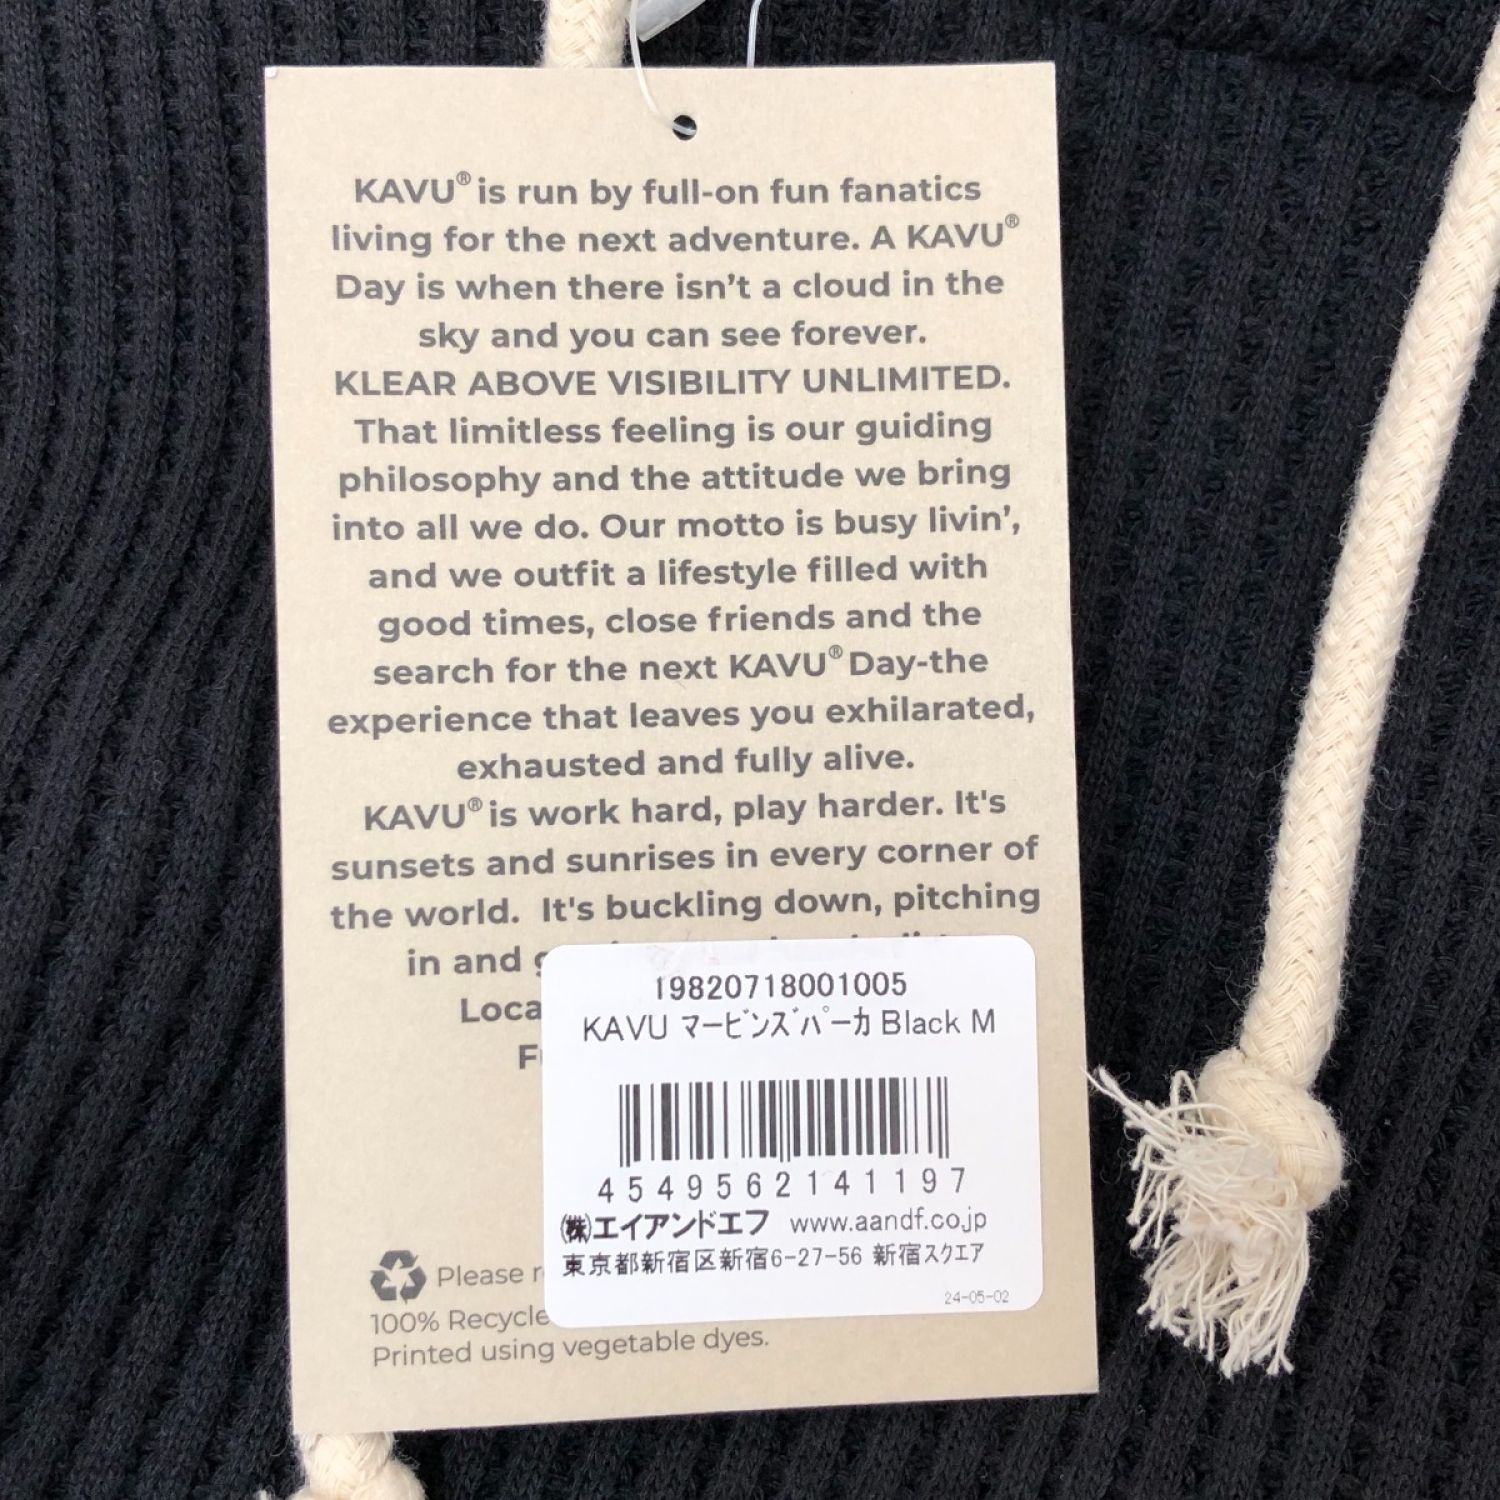 KAVU® is run by full-on fun fanatics
living for the next adventure. A KAVU®
Day is when there isn't a cloud in the
sky and you can see forever.
KLEAR ABOVE VISIBILITY UNLIMITED.
That limitless feeling is our guiding
philosophy and the attitude we bring
into all we do. Our motto is busy livin',
and we outfit a lifestyle filled with
good times, close friends and the
search for the next KAVU® Day-the
experience that leaves you exhilarated,
exhausted and fully alive.
KAVU® is work hard, play harder. It's
sunsets and sunrises in every corner of
the world. It's buckling down, pitching
in and
19820718001005
KAVU マービンズパーカ Black M
4549562141197
㈱エイアンドエフ www.aandf.co.jp
東京都新宿区新宿6-27-56 新宿スクエア
24-05-02
Please
100%
Printed using vegetable dyes.